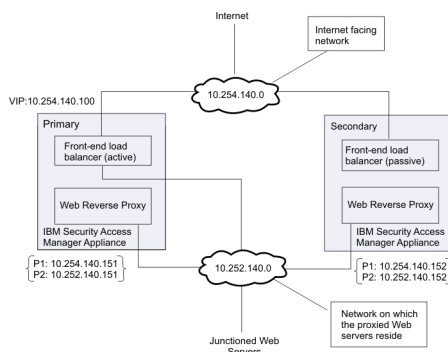 Internet
Internet facing
network
10.254.140.0
VIP:10.254.140.100
Primary
Front-end load
balancer (active)
Web Reverse Proxy
IBM Security Access
Manager Appliance
P1: 10.254.140.151
P2: 10.252.140.151
Secondary
Front-end load
balancer (passive)
Web Reverse Proxy
IBM Security Access
Manager Appliance
P1: 10.254.140.152
P2: 10.252.140.152
10.252.140.0
Network on which
the proxied Web
servers reside
Junctioned Web
Servers